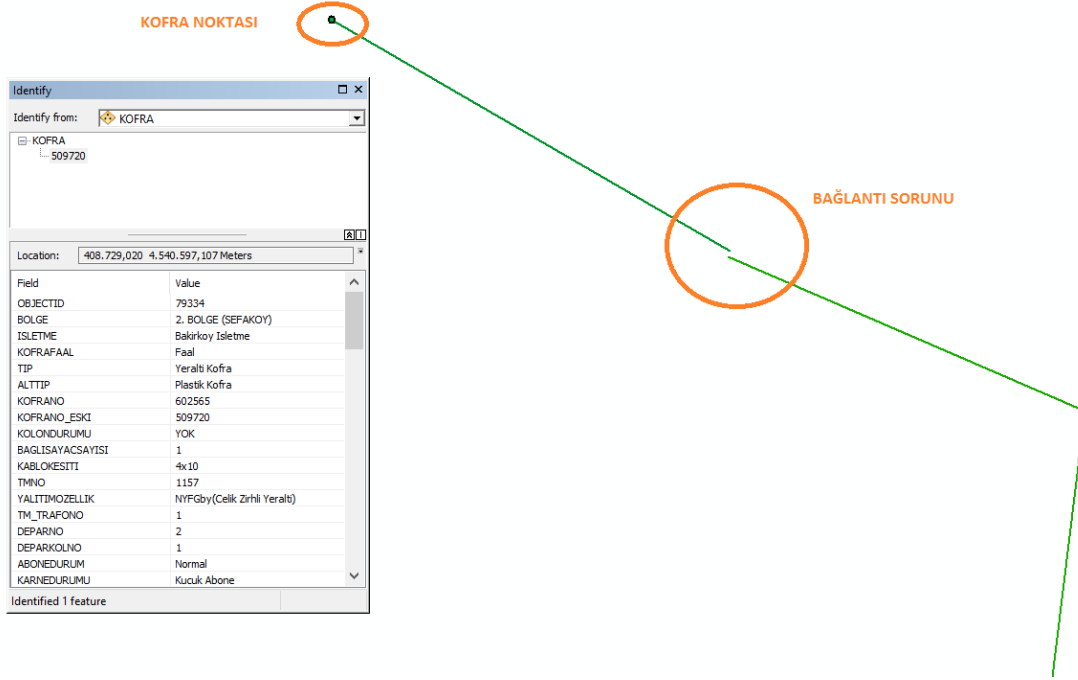 KOFRA NOKTASI
Identify
Identify from: KOFRA
KOFRA
509720
BAĞLANTI SORUNU
Location: 408.729,020 4.540.597,107 Meters
Field Value
OBJECTID 79334
BOLGE 2. BOLGE (SEFAKOY)
ISLETME Bakirkoy Isletme
KOFRAFAAL Faal
TIP Yeralti Kofra
ALTTIP Plastik Kofra
KOFRANO 602565
KOFRANO_ESKI 509720
KOLONDURUMU YOK
BAGLISAYACSAYISI 1
KABLOKESITI 4x10
TMNO 1157
YALITIMOZELLIK NYFGby(Celik Zirhli Yeralti)
TM_TRAFONO 1
DEPARNO 2
DEPARKOLNO 1
ABONEDURUM Normal
KARNEDURUMU Kucuk Abone
Identified 1 feature